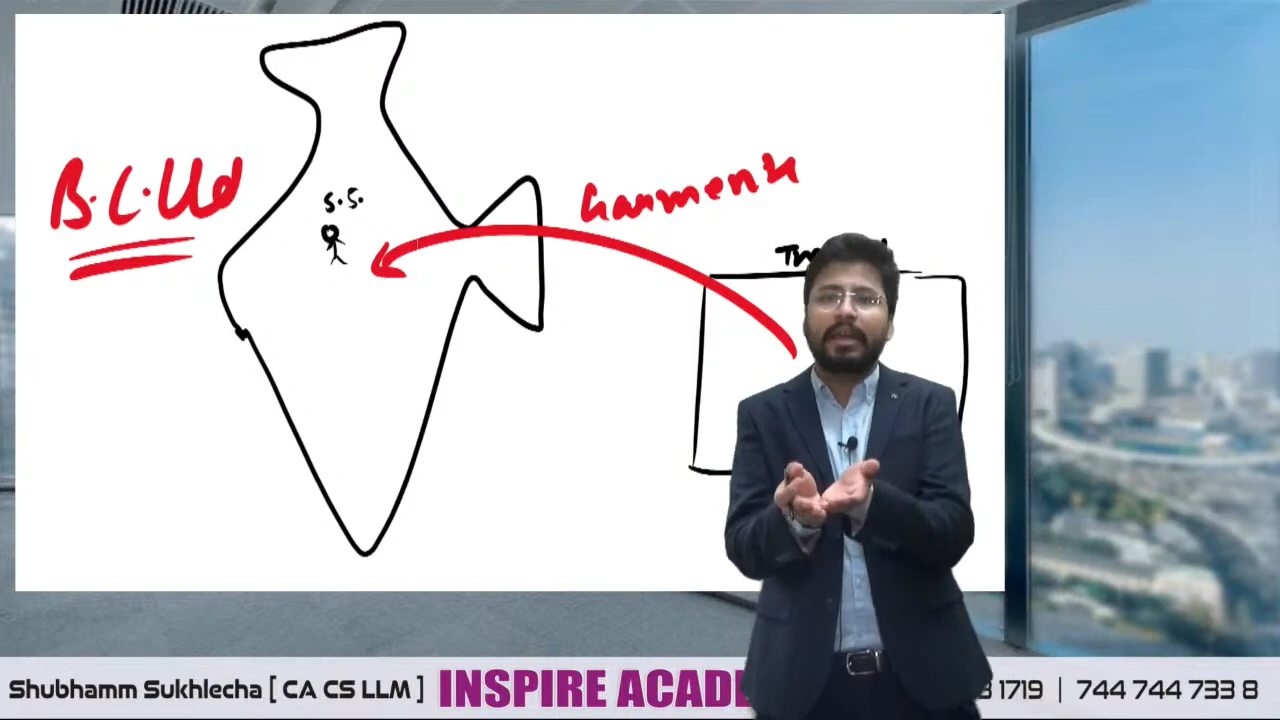 B.C.Ltd
S.S.
Garments
Shubhamm Sukhlecha [ CA CS LLM ] INSPIRE ACADE 1719 | 744 744 733 8